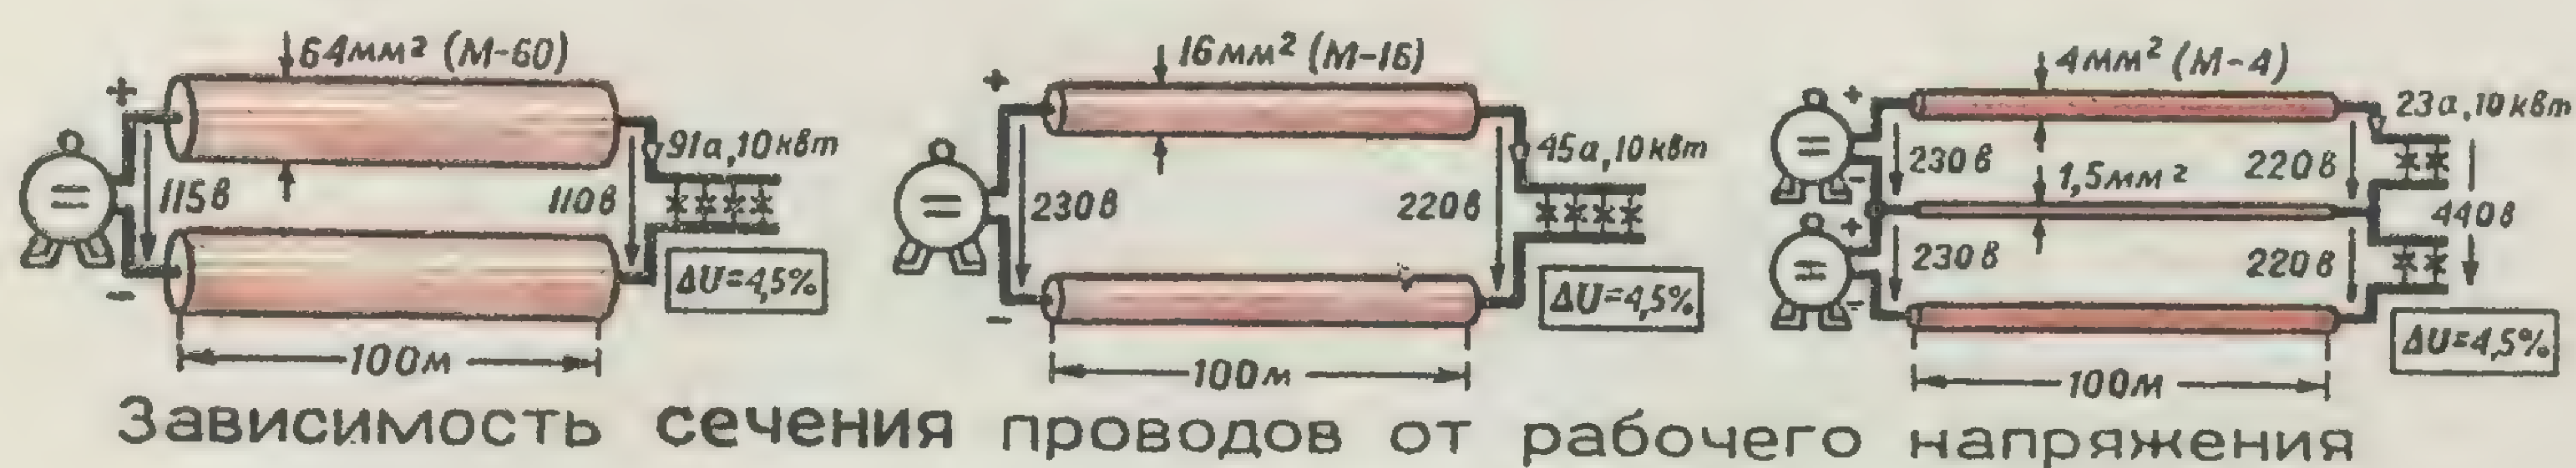 64мм² (М-60)
+
115в
110в
91а, 10квт
ΔU=4,5%
−
100м
16мм² (М-16)
+
230в
220в
45а, 10квт
ΔU=4,5%
−
100м
4мм² (М-4)
+
23а, 10квт
230в
1,5мм²
220в
−
440в
+
230в
220в
−
ΔU=4,5%
100м
Зависимость сечения проводов от рабочего напряжения